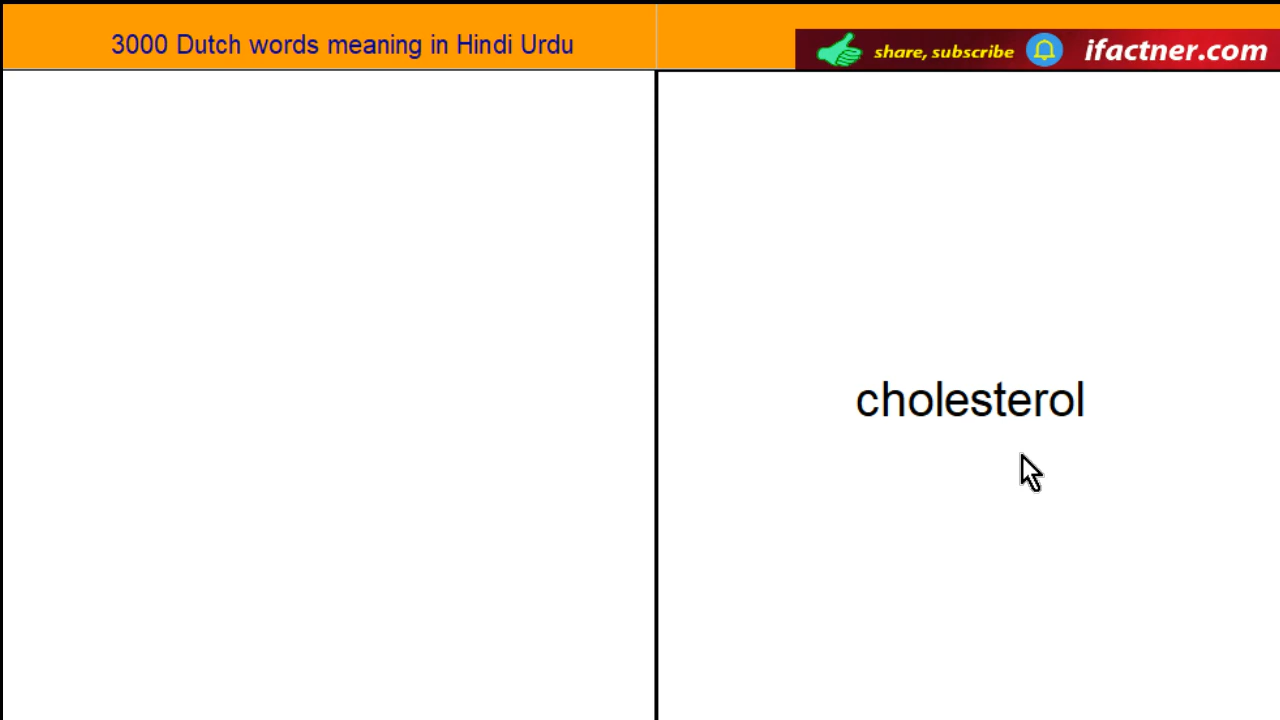 3000 Dutch words meaning in Hindi Urdu
share, subscribe
ifactner.com
cholesterol